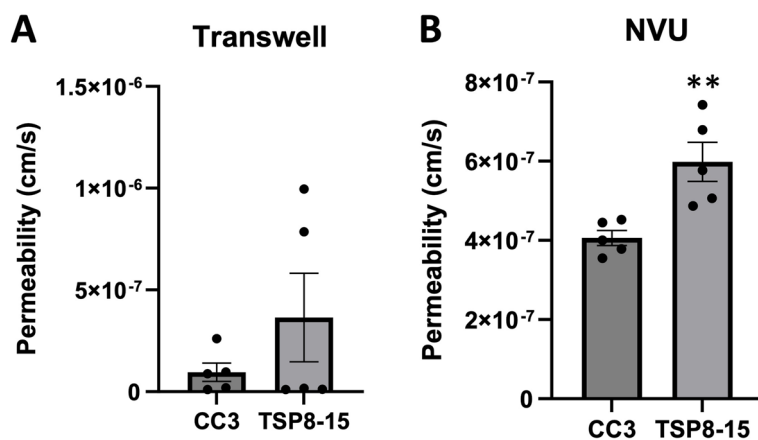 A
Transwell
Permeability (cm/s)
1.5×10⁻⁶
1×10⁻⁶
5×10⁻⁷
0
CC3 TSP8-15
B
NVU
Permeability (cm/s)
8×10⁻⁷
6×10⁻⁷
4×10⁻⁷
2×10⁻⁷
0
**
CC3 TSP8-15